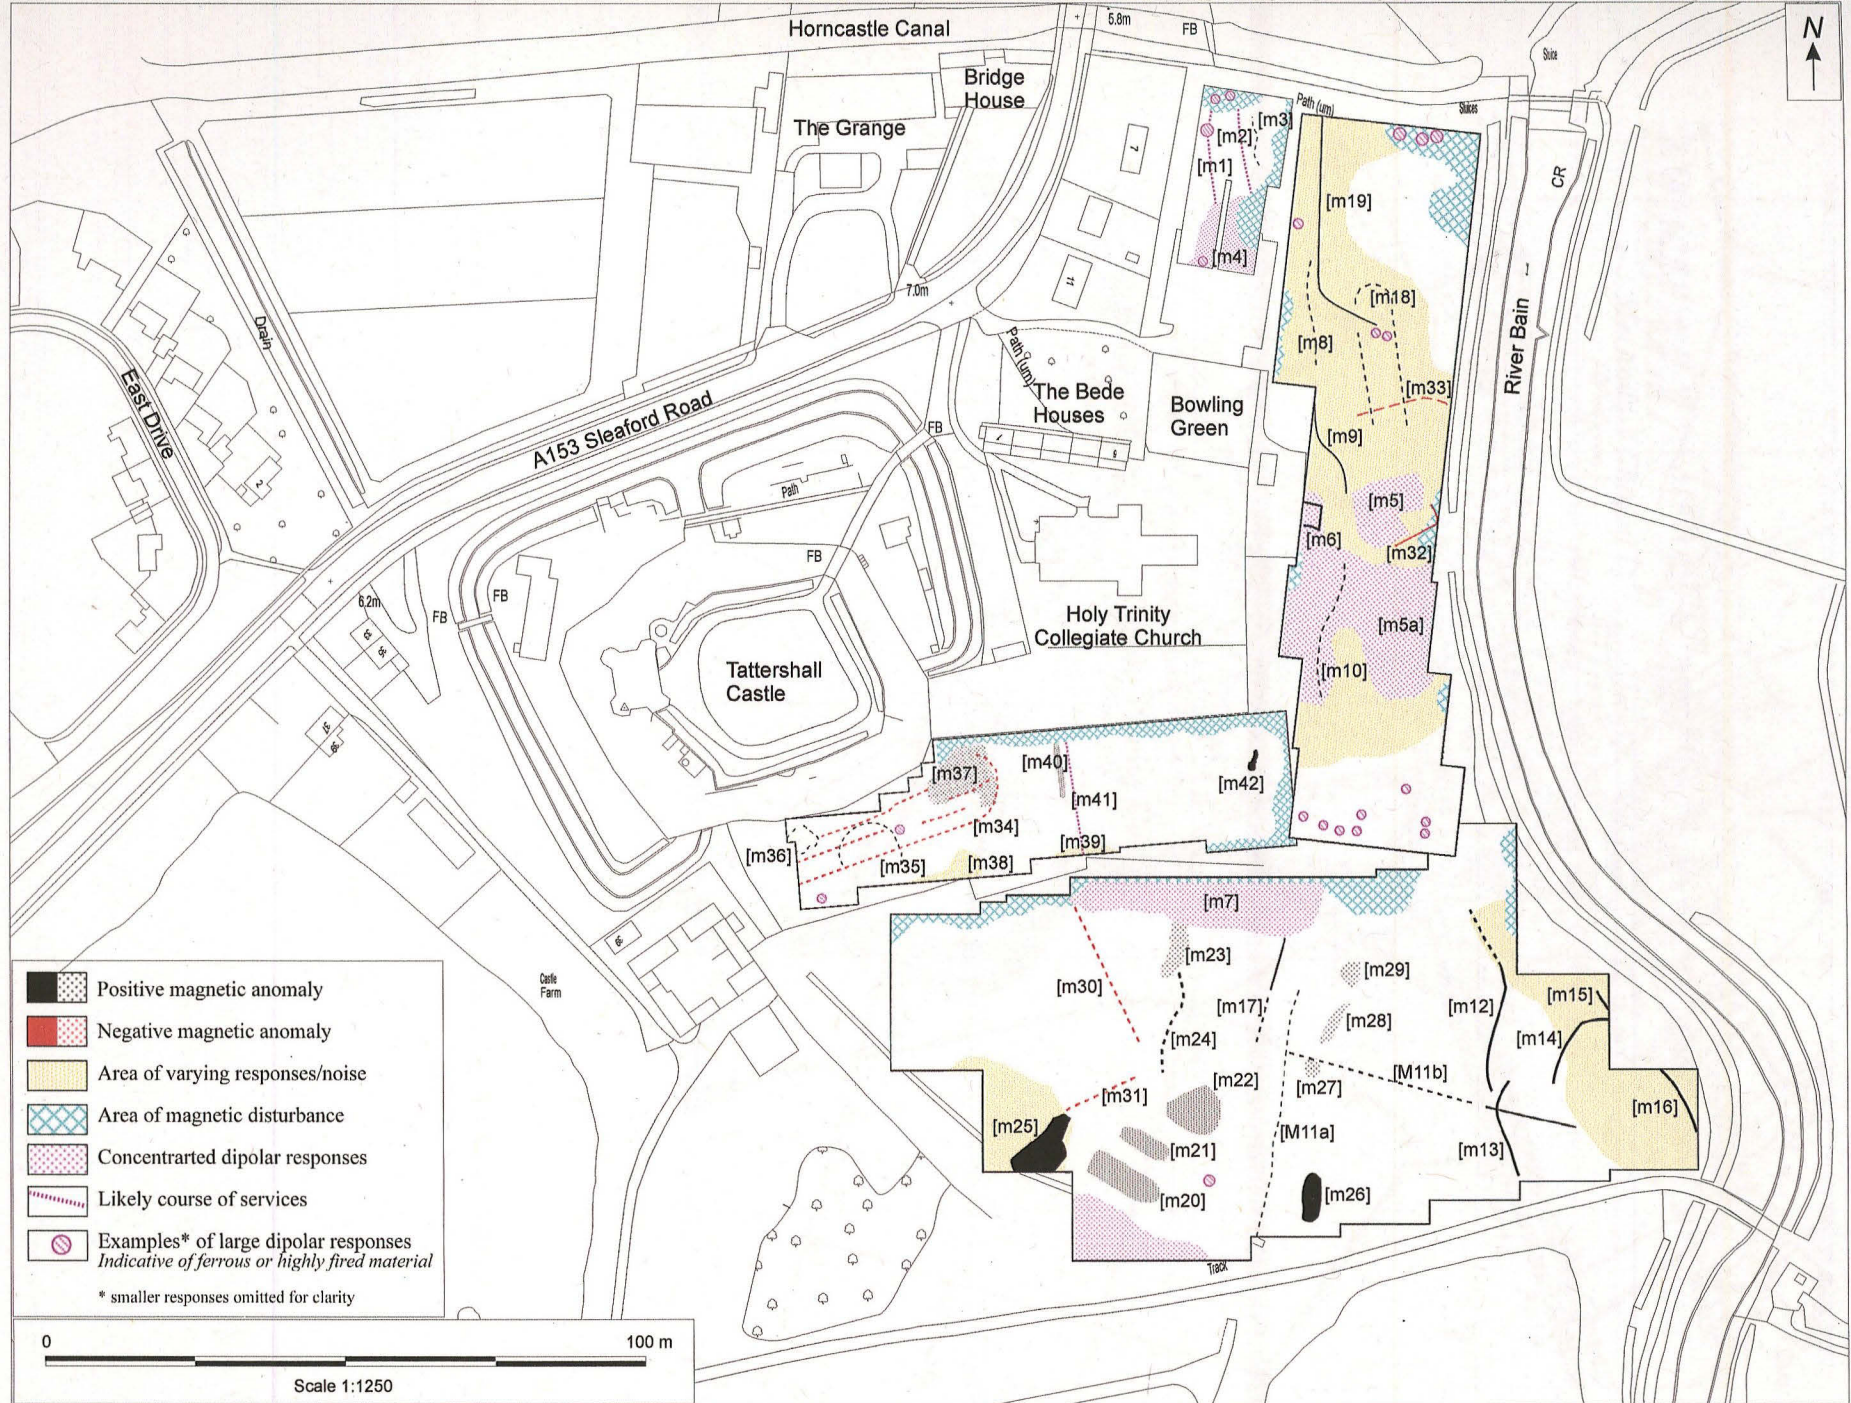 Horncastle Canal
5.8m
FB
Sluice
N
Bridge
House
The Grange
Path (um)
Sluices
[m3]
[m2]
[m1]
[m4]
7
11
CR
[m19]
[m18]
[m8]
[m33]
[m9]
River Bain
7.0m
Drain
East Drive
2
A153 Sleaford Road
Path (um)
The Bede
Houses
Bowling
Green
FB
1
Path
[m5]
[m6]
[m32]
FB
FB
FB
6.2m
Holy Trinity
Collegiate Church
[m5a]
[m10]
Tattershall
Castle
[m37]
[m40]
[m41]
[m42]
[m34]
[m39]
[m36]
[m35]
[m38]
[m7]
[m23]
[m29]
[m30]
[m17]
[m12]
[m15]
[m28]
[m24]
[m14]
[m22]
[m27]
[M11b]
[m31]
[m16]
[m25]
[M11a]
[m21]
[m13]
[m20]
[m26]
Track
Castle
Farm
Positive magnetic anomaly
Negative magnetic anomaly
Area of varying responses/noise
Area of magnetic disturbance
Concentrarted dipolar responses
Likely course of services
Examples* of large dipolar responses
Indicative of ferrous or highly fired material
* smaller responses omitted for clarity
0 100 m
Scale 1:1250